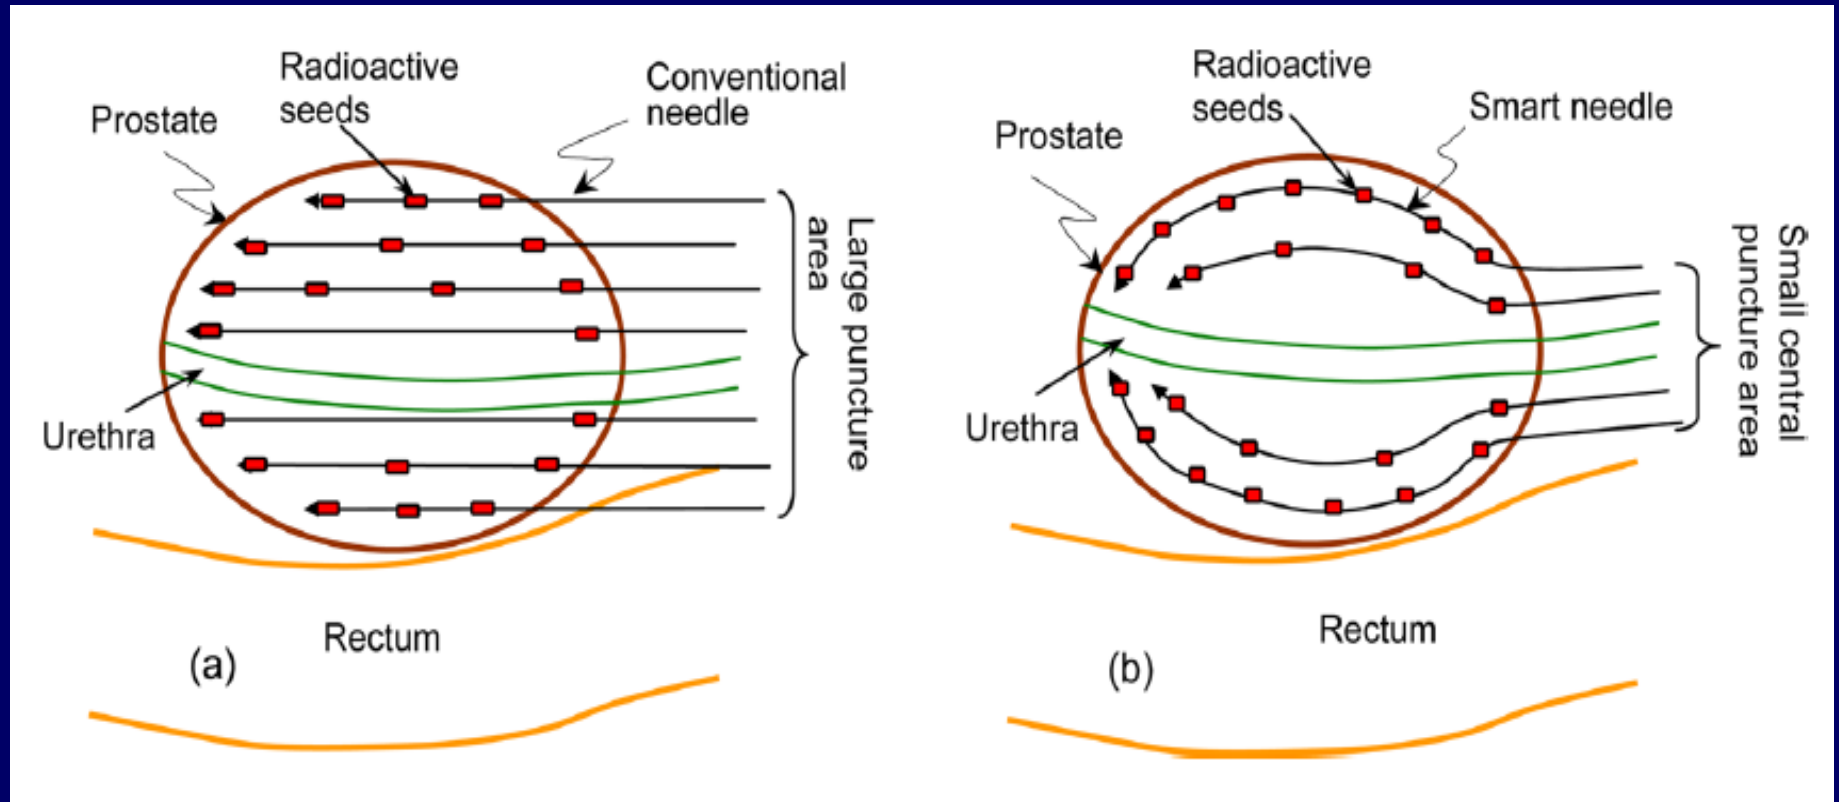 Radioactive
seeds
Conventional
needle
Prostate
Large puncture
area
Urethra
Rectum
(a)
Radioactive
seeds
Smart needle
Prostate
Small central
puncture area
Urethra
Rectum
(b)